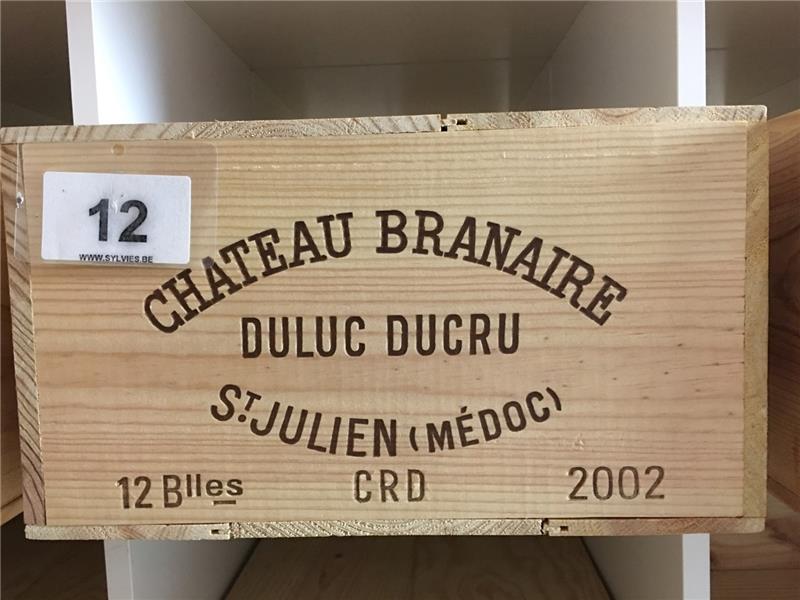 12
WWW.SYLVIES.BE
CHATEAU BRANAIRE
DULUC DUCRU
ST. JULIEN (MÉDOC)
12 Blles CRD 2002